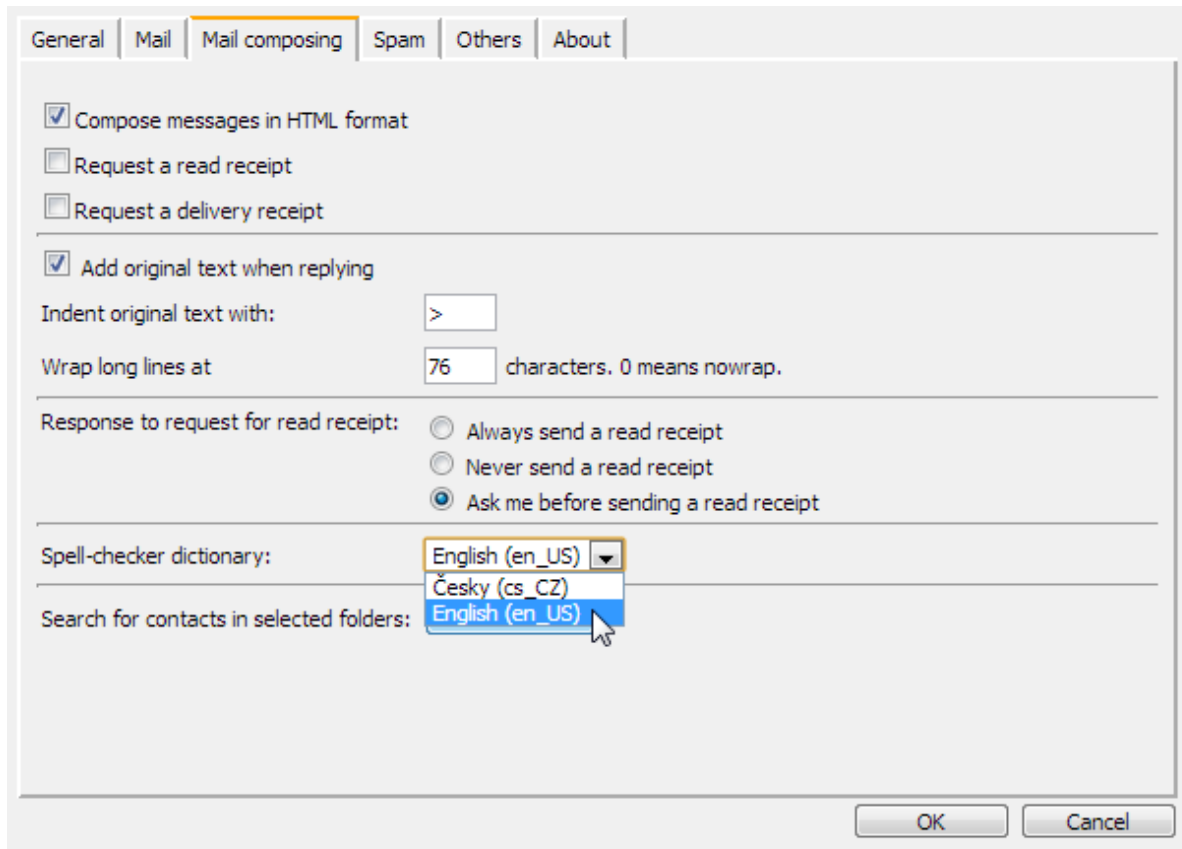 General Mail Mail composing Spam Others About
Compose messages in HTML format
Request a read receipt
Request a delivery receipt
Add original text when replying
Indent original text with: >
Wrap long lines at 76 characters. 0 means nowrap.
Response to request for read receipt: Always send a read receipt
Never send a read receipt
Ask me before sending a read receipt
Spell-checker dictionary: English (en_US)
Česky (cs_CZ)
Search for contacts in selected folders: English (en_US)
OK Cancel